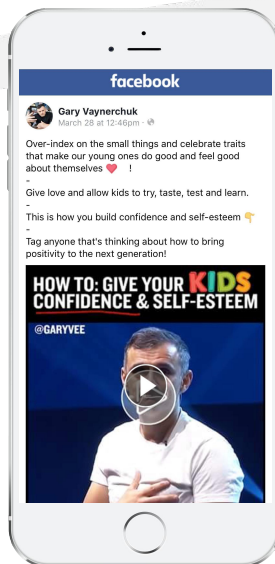 facebook
Gary Vaynerchuk
March 28 at 12:46pm ·
Over-index on the small things and celebrate traits
that make our young ones do good and feel good
about themselves ❤️ !
-
Give love and allow kids to try, taste, test and learn.
-
This is how you build confidence and self-esteem 👇
-
Tag anyone that's thinking about how to bring
positivity to the next generation!
HOW TO: GIVE YOUR KIDS
CONFIDENCE & SELF-ESTEEM
@GARYVEE